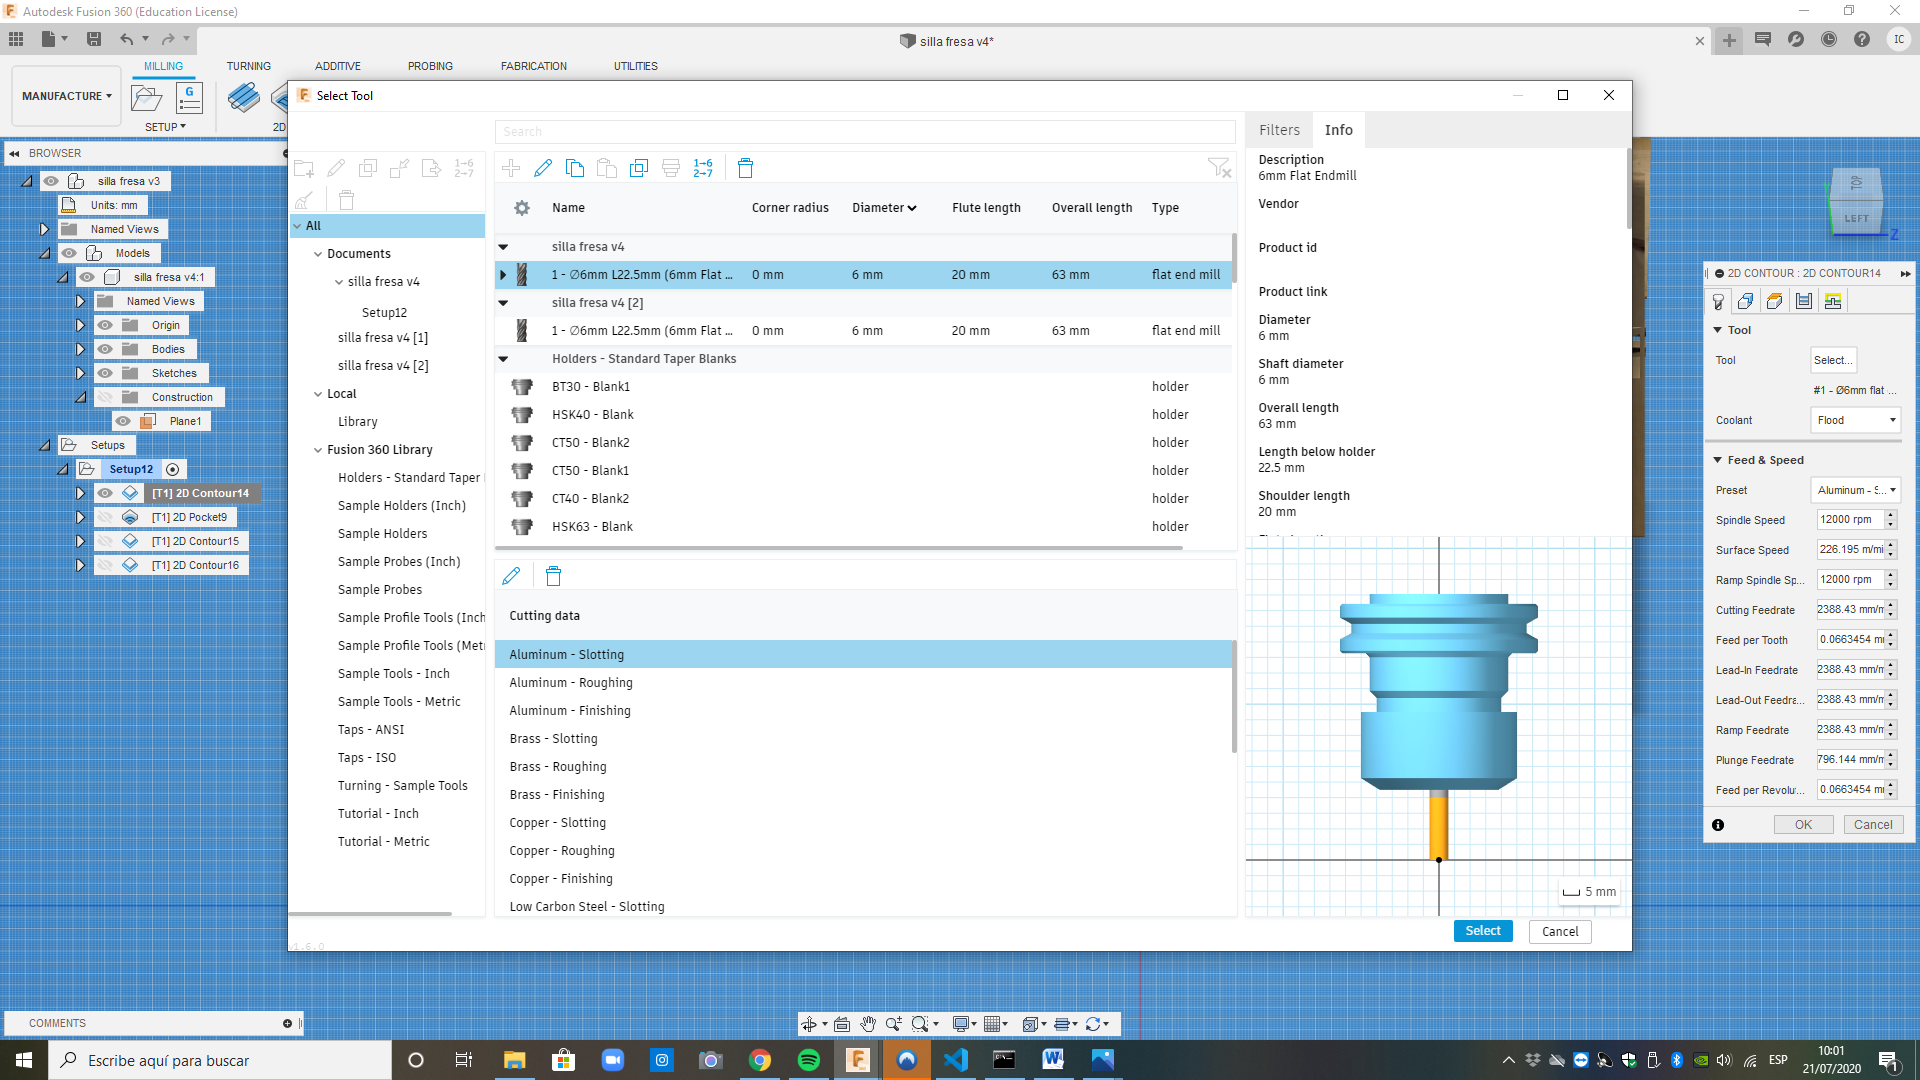 Autodesk Fusion 360 (Education License)
silla fresa v4*
IC
MILLING TURNING ADDITIVE PROBING FABRICATION UTILITIES
MANUFACTURE
G
SETUP
2D
BROWSER
silla fresa v3
Units: mm
Named Views
Models
silla fresa v4:1
Named Views
Origin
Bodies
Sketches
Construction
Plane1
Setups
Setup12
[T1] 2D Contour14
[T1] 2D Pocket9
[T1] 2D Contour15
[T1] 2D Contour16
COMMENTS
Select Tool
Search
1→6
2→7
All
Documents
silla fresa v4
Setup12
silla fresa v4 [1]
silla fresa v4 [2]
Local
Library
Fusion 360 Library
Holders - Standard Taper
Sample Holders (Inch)
Sample Holders
Sample Probes (Inch)
Sample Probes
Sample Profile Tools (Inch
Sample Profile Tools (Met
Sample Tools - Inch
Sample Tools - Metric
Taps - ANSI
Taps - ISO
Turning - Sample Tools
Tutorial - Inch
Tutorial - Metric
v1.6.0
1→6
2→7
Name Corner radius Diameter Flute length Overall length Type
silla fresa v4
1 - ∅6mm L22.5mm (6mm Flat ... 0 mm 6 mm 20 mm 63 mm flat end mill
silla fresa v4 [2]
1 - ∅6mm L22.5mm (6mm Flat ... 0 mm 6 mm 20 mm 63 mm flat end mill
Holders - Standard Taper Blanks
BT30 - Blank1 holder
HSK40 - Blank holder
CT50 - Blank2 holder
CT50 - Blank1 holder
CT40 - Blank2 holder
HSK63 - Blank holder
Cutting data
Aluminum - Slotting
Aluminum - Roughing
Aluminum - Finishing
Brass - Slotting
Brass - Roughing
Brass - Finishing
Copper - Slotting
Copper - Roughing
Copper - Finishing
Low Carbon Steel - Slotting
Filters Info
Description
6mm Flat Endmill
Vendor
Product id
Product link
Diameter
6 mm
Shaft diameter
6 mm
Overall length
63 mm
Length below holder
22.5 mm
Shoulder length
20 mm
5 mm
Select Cancel
TOP
LEFT
Z
2D CONTOUR : 2D CONTOUR14
Tool
Tool Select...
#1 - Ø6mm flat ...
Coolant Flood
Feed & Speed
Preset Aluminum - S...
Spindle Speed 12000 rpm
Surface Speed 226.195 m/mi
Ramp Spindle Sp... 12000 rpm
Cutting Feedrate 2388.43 mm/m
Feed per Tooth 0.0663454 m
Lead-In Feedrate 2388.43 mm/m
Lead-Out Feedra... 2388.43 mm/m
Ramp Feedrate 2388.43 mm/m
Plunge Feedrate 796.144 mm/m
Feed per Revolu... 0.0663454 m
OK Cancel
Escribe aquí para buscar
ESP
10:01
21/07/2020
1